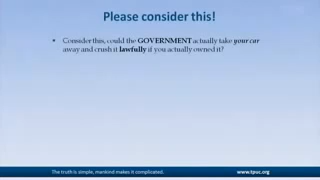 Please consider this!
• Consider this, could the GOVERNMENT actually take your car
away and crush it lawfully if you actually owned it?
The truth is simple, mankind makes it complicated.
www.tpuc.org